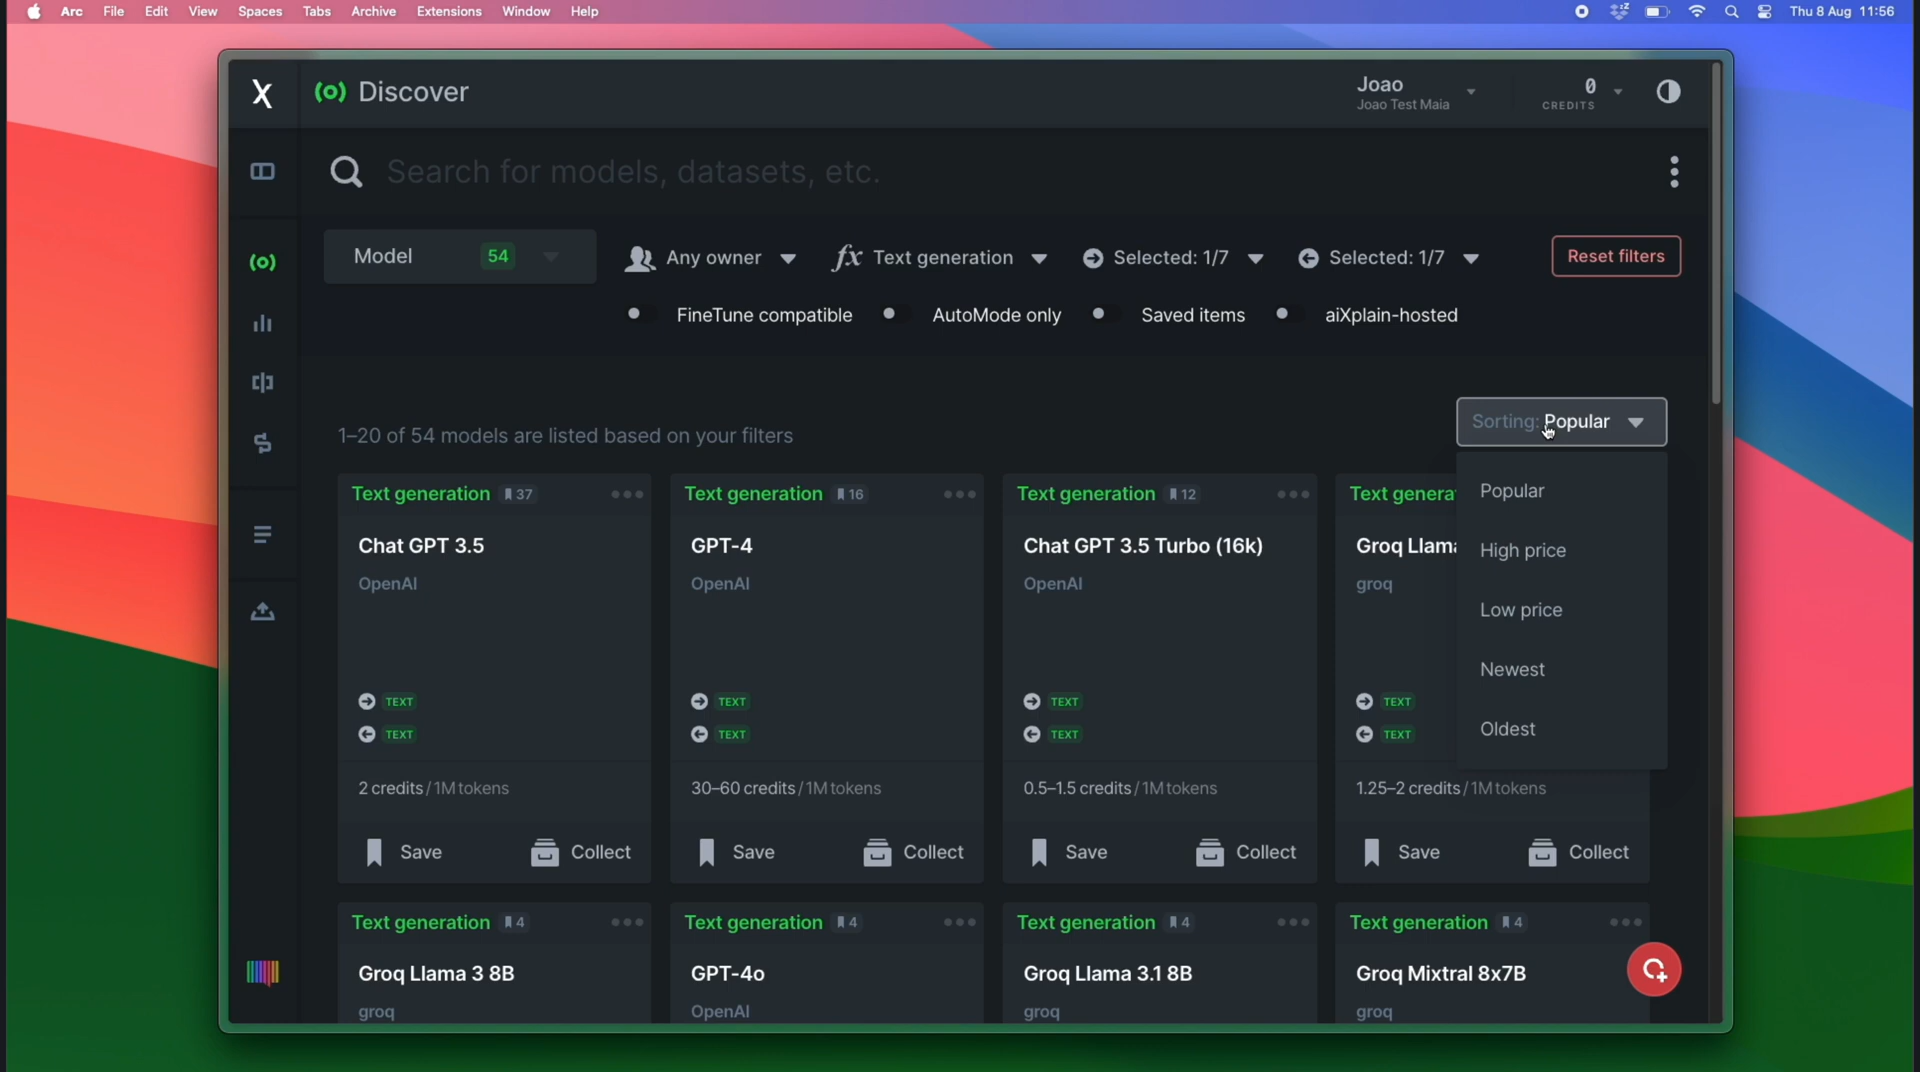 Arc File Edit View Spaces Tabs Archive Extensions Window Help Thu 8 Aug 11:56
X Discover Joao 0
Joao Test Maia CREDITS
Search for models, datasets, etc.
Model 54 Any owner fx Text generation Selected: 1/7 Selected: 1/7 Reset filters
FineTune compatible AutoMode only Saved items aiXplain-hosted
Sorting: Popular
1–20 of 54 models are listed based on your filters
Popular
High price
Low price
Newest
Oldest
Text generation 37 Text generation 16 Text generation 12 Text genera
Chat GPT 3.5 GPT-4 Chat GPT 3.5 Turbo (16k) Groq Llama
OpenAI OpenAI OpenAI groq
TEXT TEXT TEXT TEXT
TEXT TEXT TEXT TEXT
2 credits/1M tokens 30–60 credits/1M tokens 0.5–1.5 credits/1M tokens 1.25–2 credits/1M tokens
Save Collect Save Collect Save Collect Save Collect
Text generation 4 Text generation 4 Text generation 4 Text generation 4
Groq Llama 3 8B GPT-4o Groq Llama 3.1 8B Groq Mixtral 8x7B
groq OpenAI groq groq